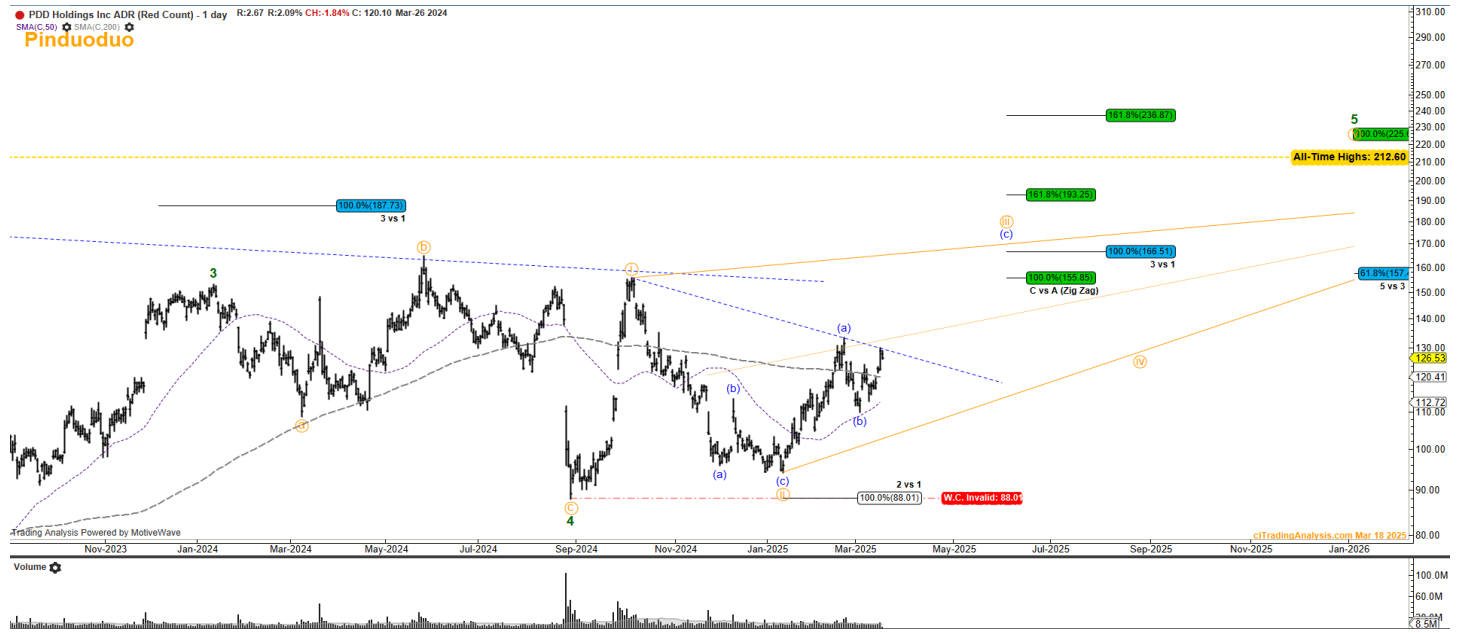 PDD Holdings Inc ADR (Red Count) - 1 day R:2.67 R:2.09% CH:-1.84% C: 120.10 Mar-26 2024
SMA(C,50) SMA(C,200)
Pinduoduo
310.00
290.00
270.00
250.00
240.00
230.00
220.00
210.00
200.00
190.00
180.00
170.00
160.00
150.00
140.00
130.00
126.53
120.41
112.72
110.00
100.00
90.00
80.00
161.8%(236.87)
5
All-Time Highs: 212.60
161.8%(193.25)
100.0%(187.73)
3 vs 1
iii
(c)
100.0%(166.51)
3 vs 1
100.0%(155.85)
C vs A (Zig Zag)
5 vs 3
3
b
i
(a)
a
(b)
(b)
iv
(a)
(c)
ii
2 vs 1
100.0%(88.01)
W.C. Invalid: 88.01
c
4
Trading Analysis Powered by MotiveWave
c)TradingAnalysis.com Mar 18 2025
Nov-2023 Jan-2024 Mar-2024 May-2024 Jul-2024 Sep-2024 Nov-2024 Jan-2025 Mar-2025 May-2025 Jul-2025 Sep-2025 Nov-2025 Jan-2026
Volume
100.0M
60.0M
8.5M